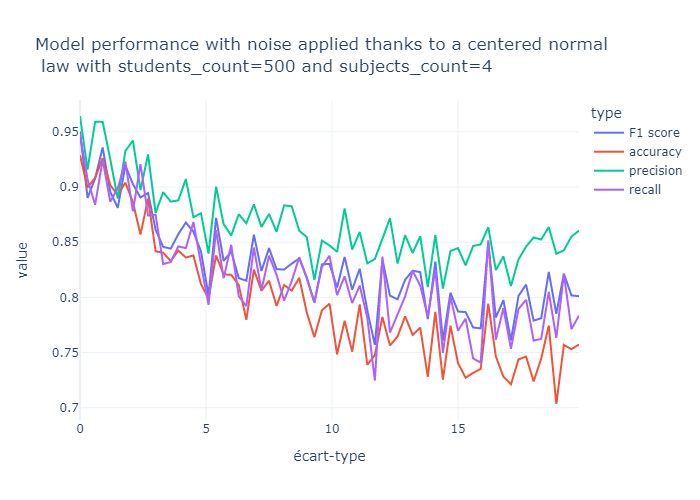 Model performance with noise applied thanks to a centered normal
law with students_count=500 and subjects_count=4
type
F1 score
accuracy
precision
recall
value
0.95
0.9
0.85
0.8
0.75
0.7
0
5
10
15
écart-type